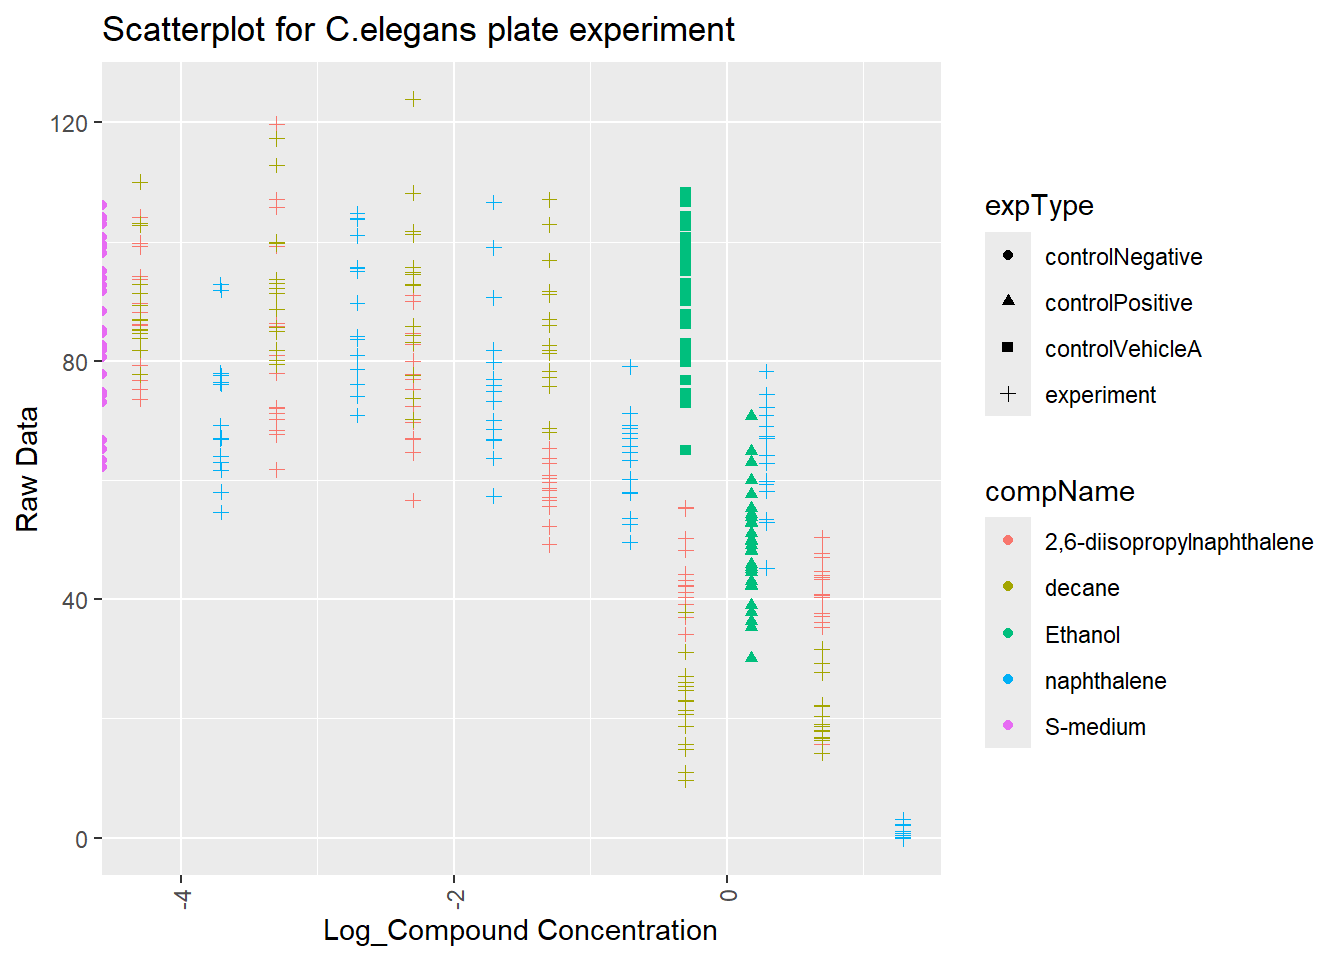 Scatterplot for C.elegans plate experiment
120
80
40
0
Raw Data
-4
-2
0
Log_Compound Concentration
expType
controlNegative
controlPositive
controlVehicleA
experiment
compName
2,6-diisopropylnaphthalene
decane
Ethanol
naphthalene
S-medium